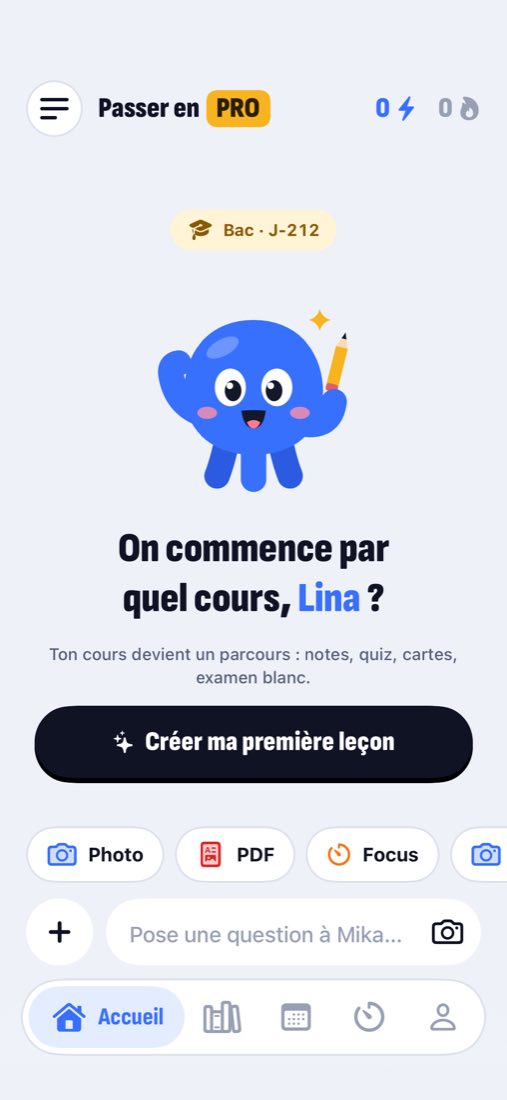 Passer en PRO
0
0
Bac · J-212
On commence par
quel cours, Lina ?
Ton cours devient un parcours : notes, quiz, cartes,
examen blanc.
Créer ma première leçon
Photo
PDF
Focus
Pose une question à Mika...
Accueil